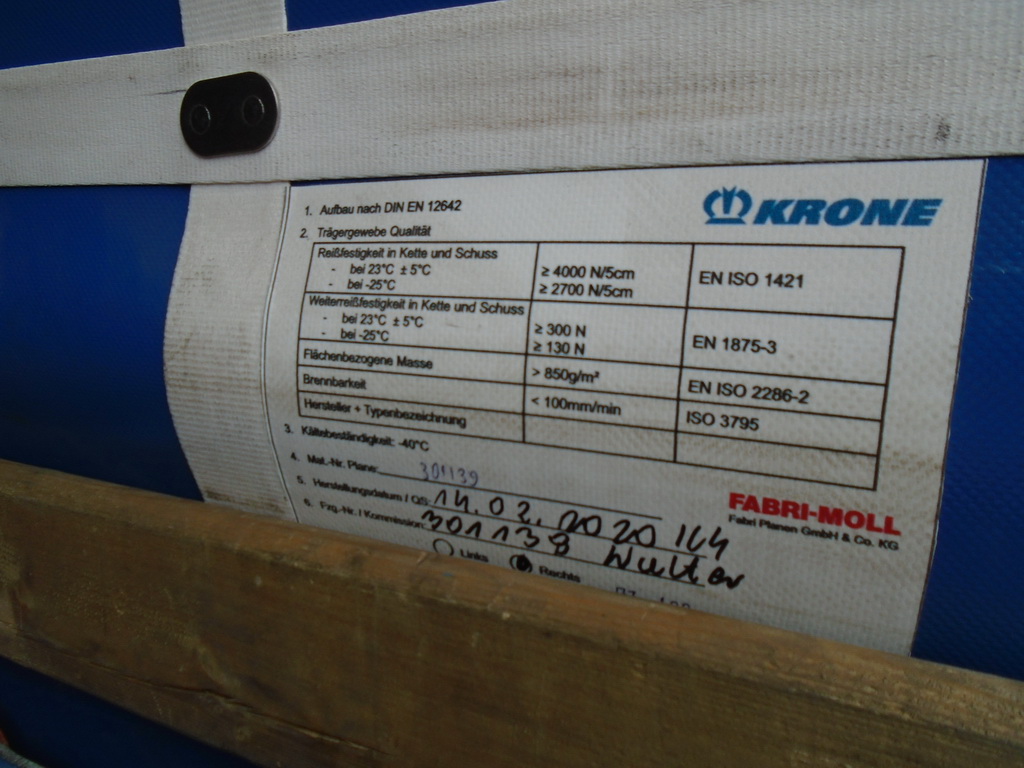 KRONE
1. Aufbau nach DIN EN 12642
2. Trägergewebe Qualität
Reißfestigkeit in Kette und Schuss
- bei 23°C ± 5°C ≥ 4000 N/5cm EN ISO 1421
- bei -25°C ≥ 2700 N/5cm
Weiterreißfestigkeit in Kette und Schuss
- bei 23°C ± 5°C ≥ 300 N EN 1875-3
- bei -25°C ≥ 130 N
Flächenbezogene Masse > 850g/m² EN ISO 2286-2
Brennbarkeit < 100mm/min ISO 3795
Hersteller + Typenbezeichnung
3. Kältebeständigkeit: -40°C
4. Mat.-Nr. Plane: 301139
5. Herstellungsdatum / QS: 14.02.2020
6. Fzg.-Nr. / Kommission: 301138 Walter
Links Rechts
FABRI-MOLL
Fabri Planen GmbH & Co. KG